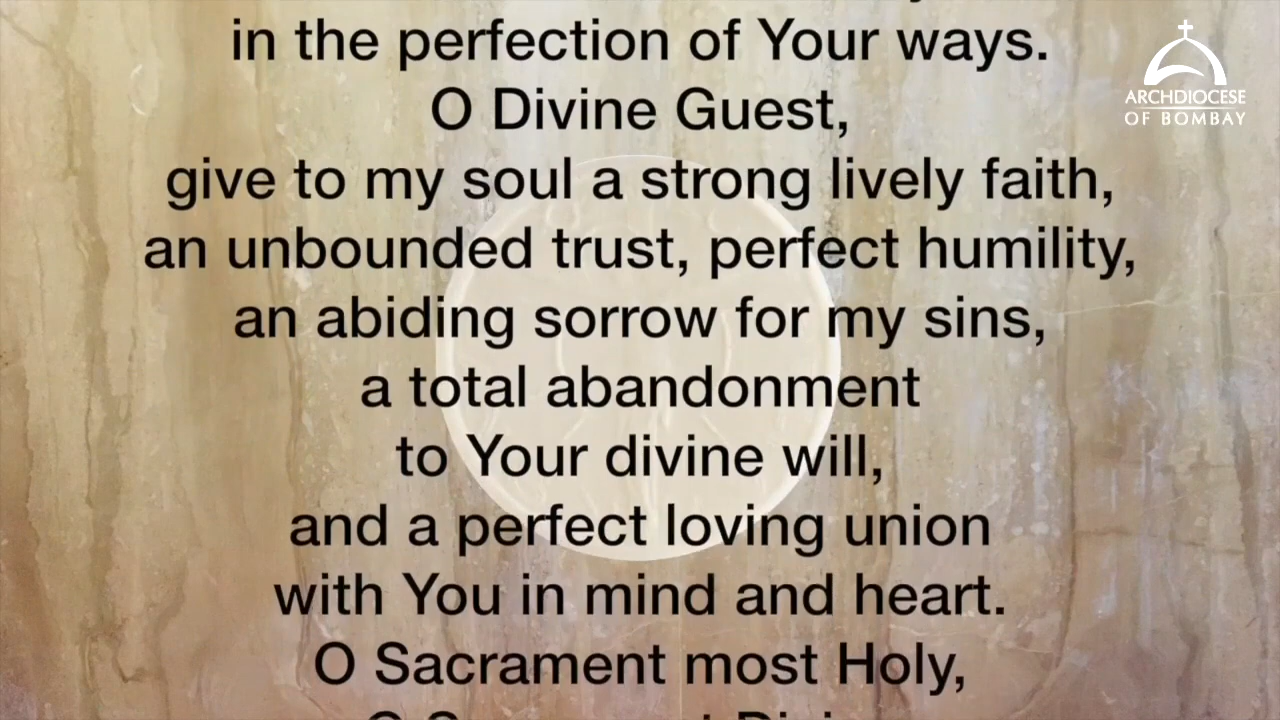 in the perfection of Your ways.
O Divine Guest,
give to my soul a strong lively faith,
an unbounded trust, perfect humility,
an abiding sorrow for my sins,
a total abandonment
to Your divine will,
and a perfect loving union
with You in mind and heart.
O Sacrament most Holy,
ARCHDIOCESE
OF BOMBAY